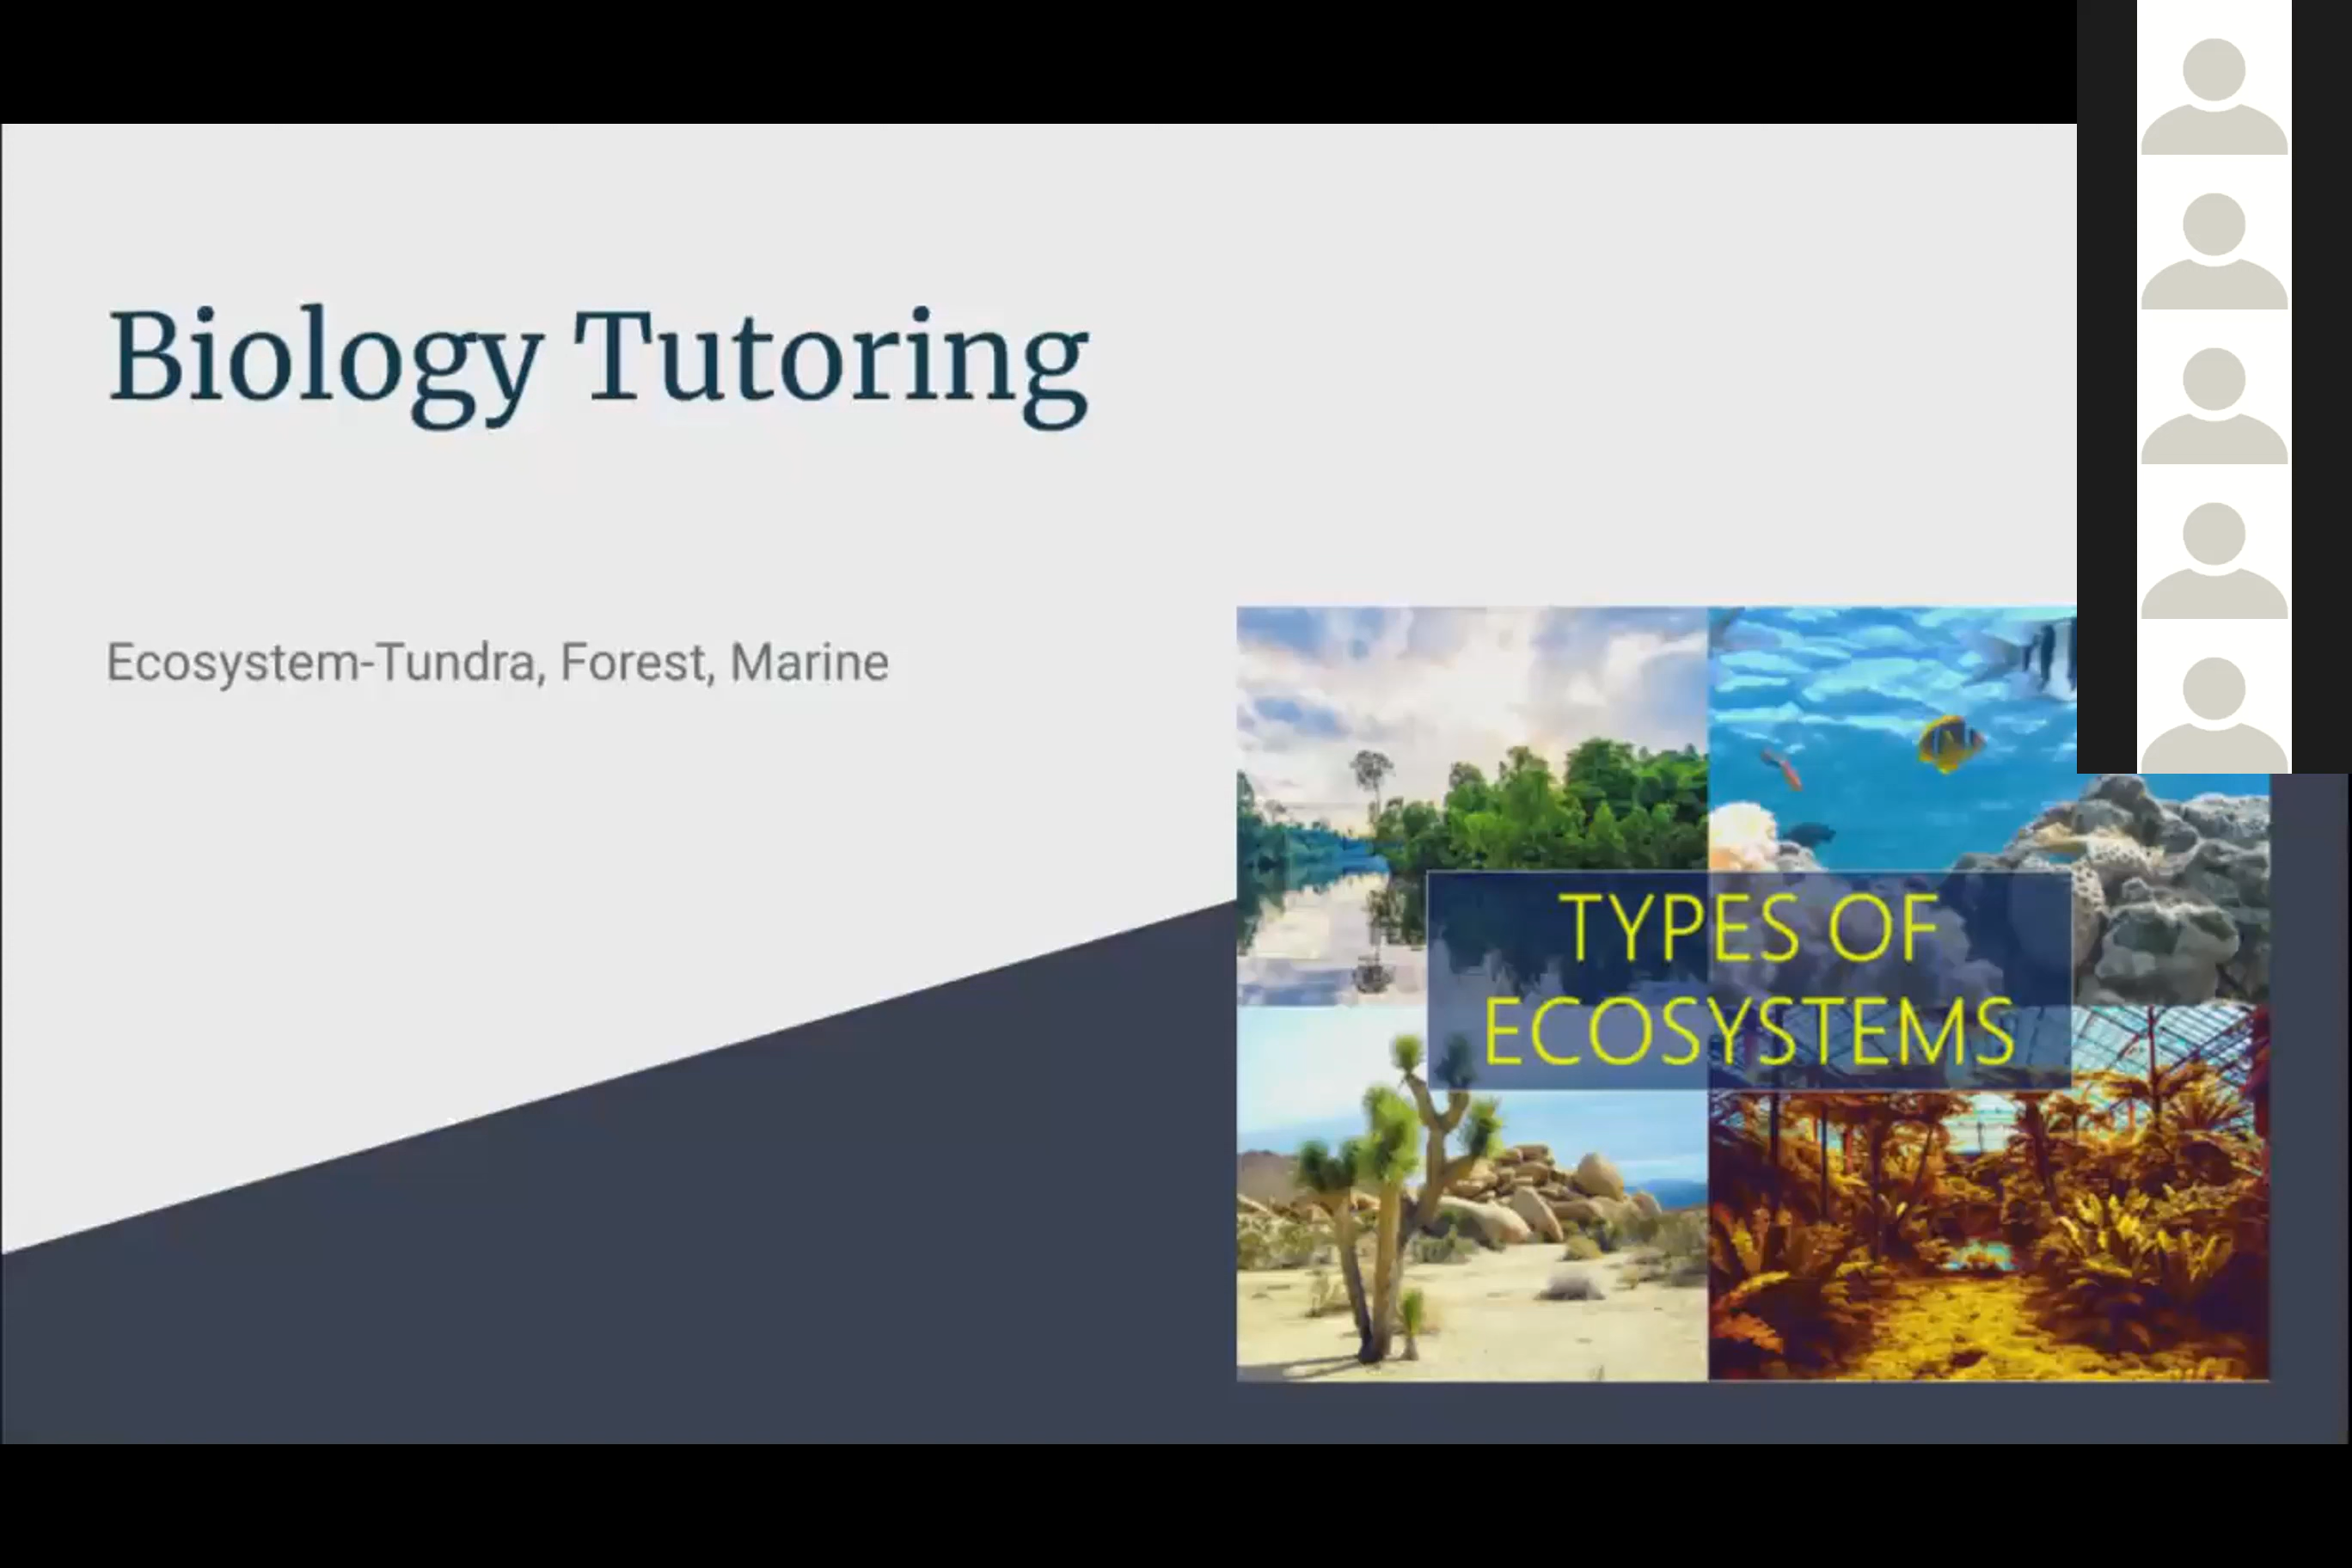 Biology Tutoring
Ecosystem-Tundra, Forest, Marine
TYPES OF
ECOSYSTEMS